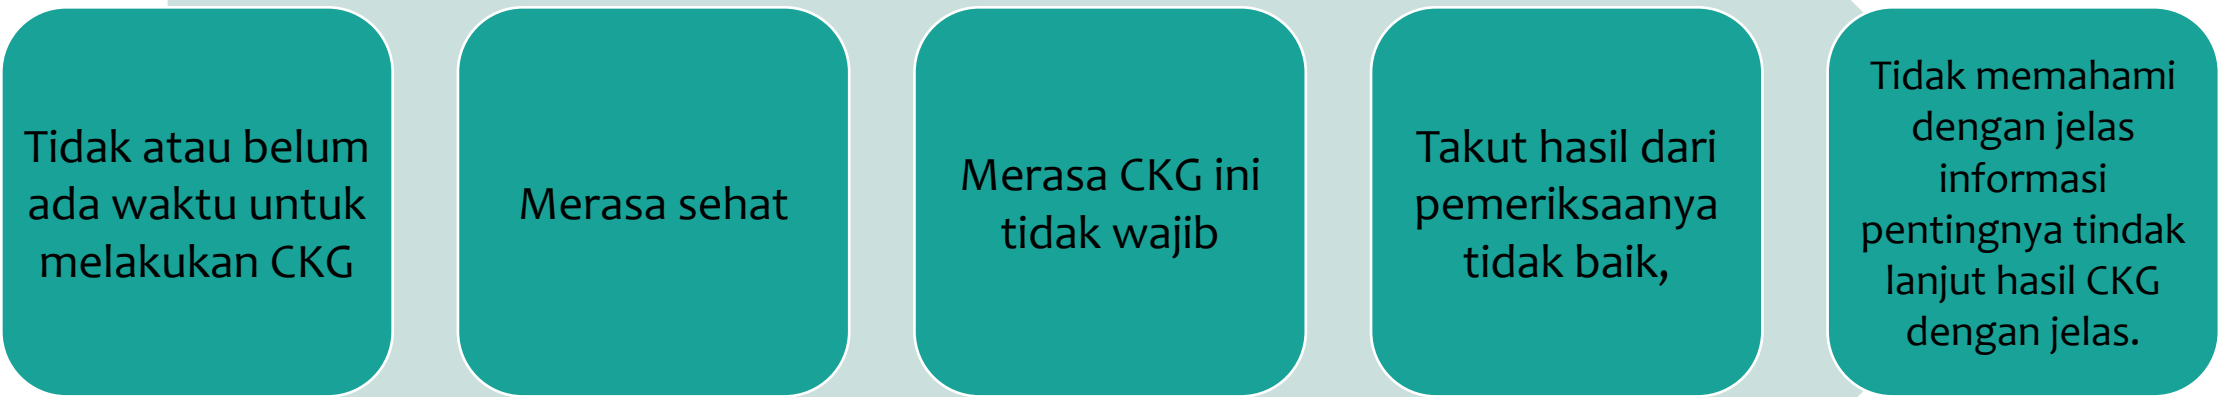 Tidak atau belum
ada waktu untuk
melakukan CKG
Merasa sehat
Merasa CKG ini
tidak wajib
Takut hasil dari
pemeriksaanya
tidak baik,
Tidak memahami
dengan jelas
informasi
pentingnya tindak
lanjut hasil CKG
dengan jelas.